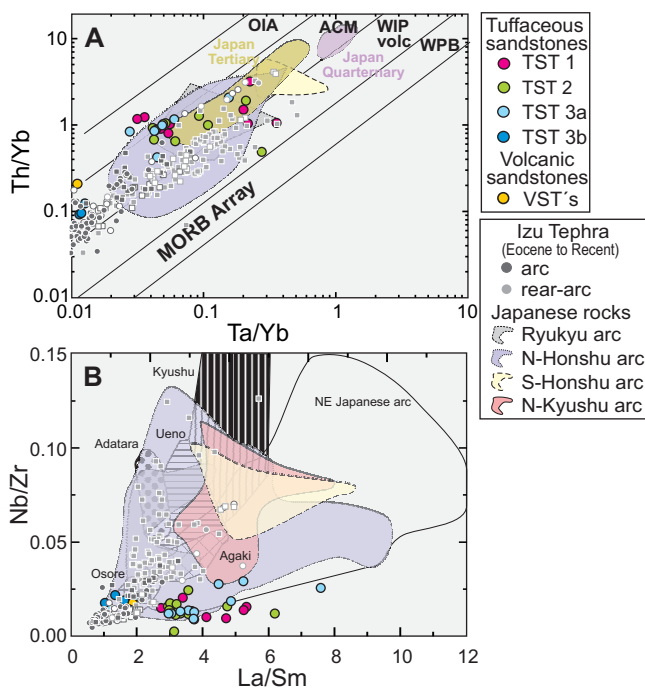 A
OIA
ACM
WIP
volc
WPB
Japan
Tertiary
Japan
Quarternary
MORB Array
Th/Yb
10
1
0.10
0.01
0.01
0.1
1
10
Ta/Yb
B
Kyushu
Ueno
Adatara
NE Japanese arc
Agaki
Osore
Nb/Zr
0.15
0.10
0.05
0.00
0
2
4
6
8
10
12
La/Sm
Tuffaceous
sandstones
TST 1
TST 2
TST 3a
TST 3b
Volcanic
sandstones
VST´s
Izu Tephra
(Eocene to Recent)
arc
rear-arc
Japanese rocks
Ryukyu arc
N-Honshu arc
S-Honshu arc
N-Kyushu arc